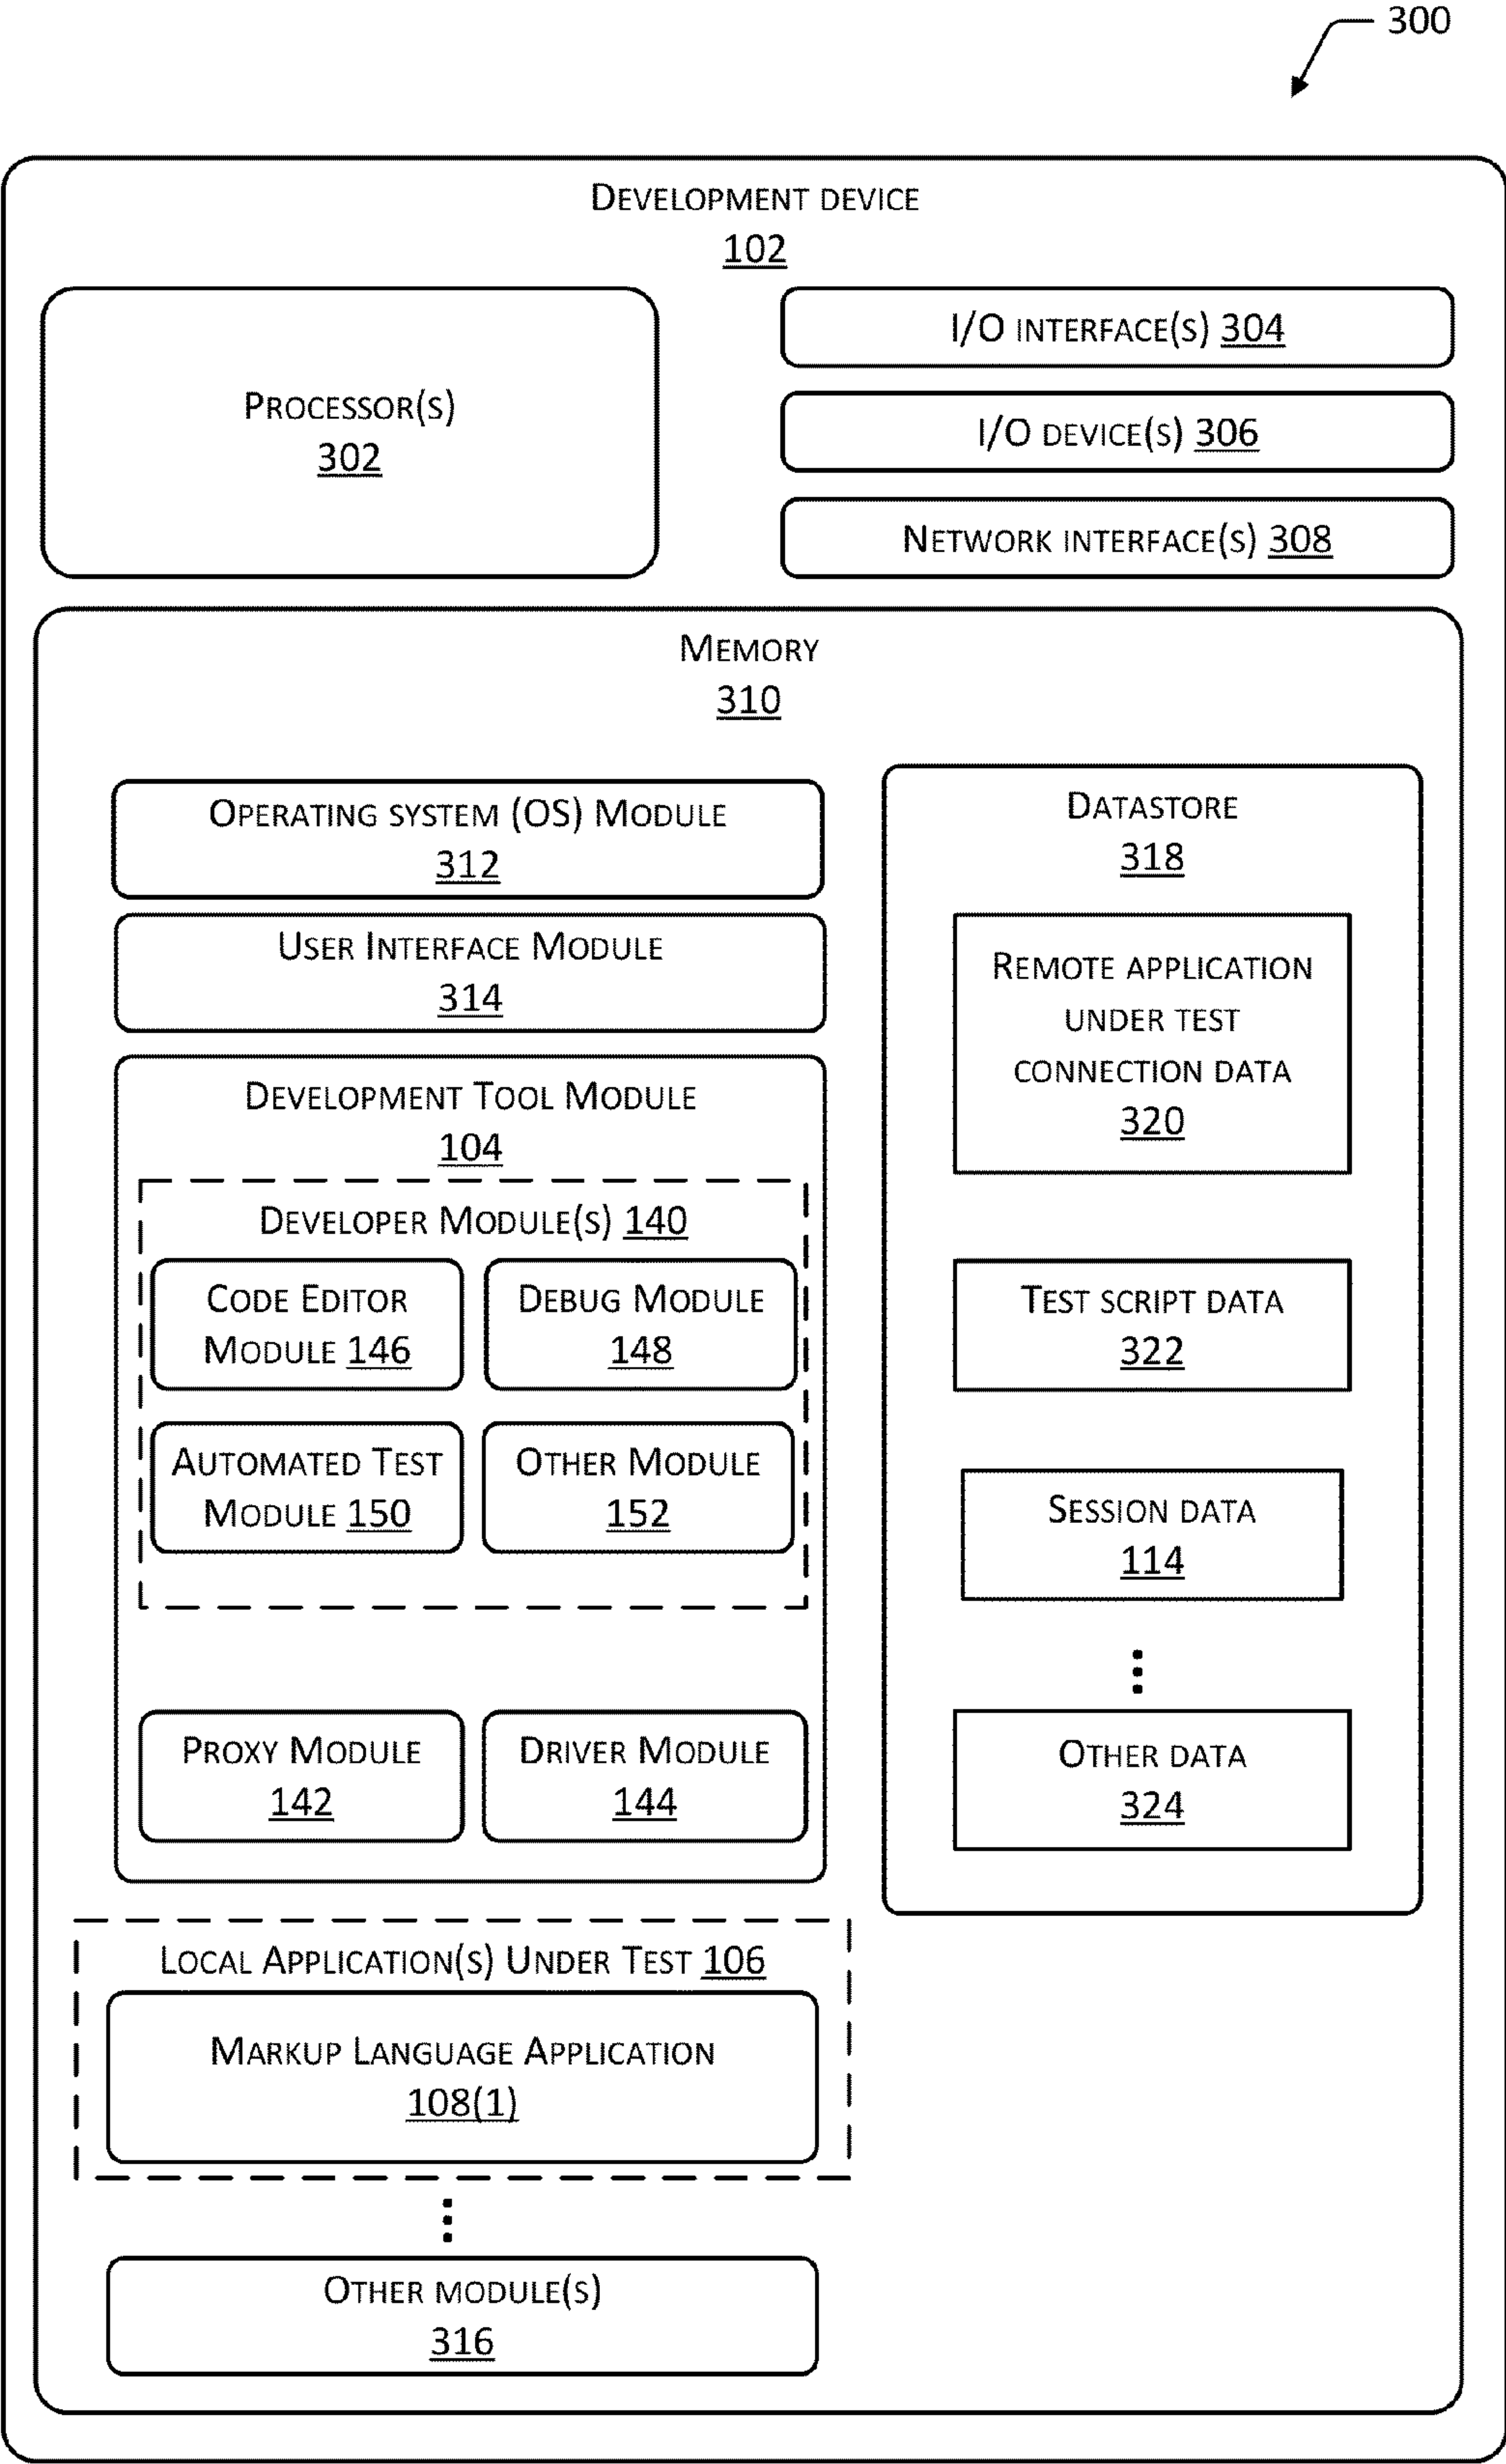 300
Development device
102
Processor(s)
302
I/O interface(s) 304
I/O device(s) 306
Network interface(s) 308
Memory
310
Operating system (OS) Module
312
User Interface Module
314
Development Tool Module
104
Developer Module(s) 140
Code Editor
Module 146
Debug Module
148
Automated Test
Module 150
Other Module
152
Proxy Module
142
Driver Module
144
Local Application(s) Under Test 106
Markup Language Application
108(1)
Other module(s)
316
Datastore
318
Remote application
under test
connection data
320
Test script data
322
Session data
114
Other data
324